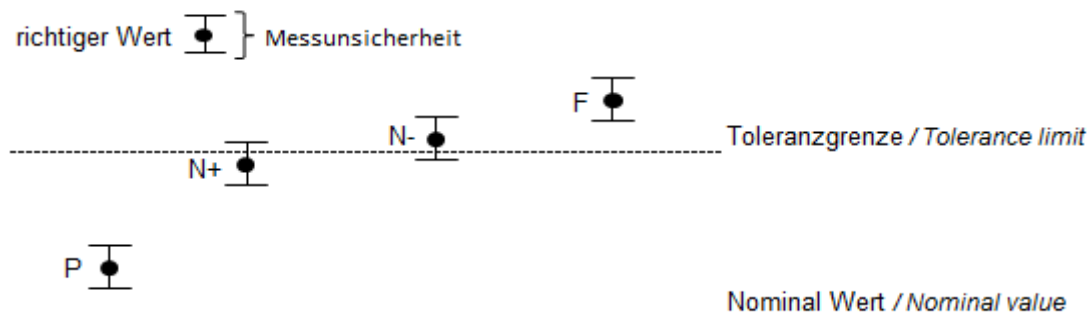 richtiger Wert Messunsicherheit
F
N-
Toleranzgrenze / Tolerance limit
N+
P
Nominal Wert / Nominal value